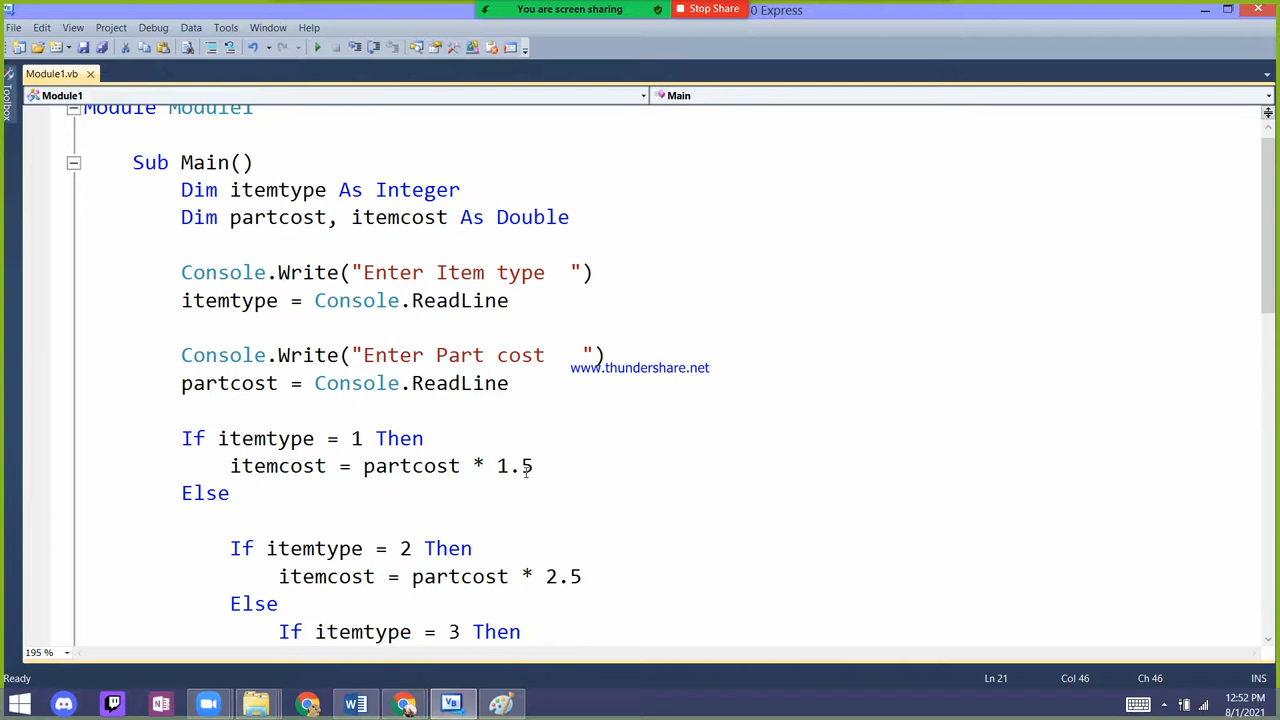 You are screen sharing
Stop Share
0 Express
File Edit View Project Debug Data Tools Window Help
Module1.vb
Toolbox
Module1
Main
Module Module1
Sub Main()
Dim itemtype As Integer
Dim partcost, itemcost As Double
Console.Write("Enter Item type  ")
itemtype = Console.ReadLine
Console.Write("Enter Part cost   ")
www.thundershare.net
partcost = Console.ReadLine
If itemtype = 1 Then
itemcost = partcost * 1.5
Else
If itemtype = 2 Then
itemcost = partcost * 2.5
Else
If itemtype = 3 Then
195 %
Ready
Ln 21
Col 46
Ch 46
INS
12:52 PM
8/1/2021